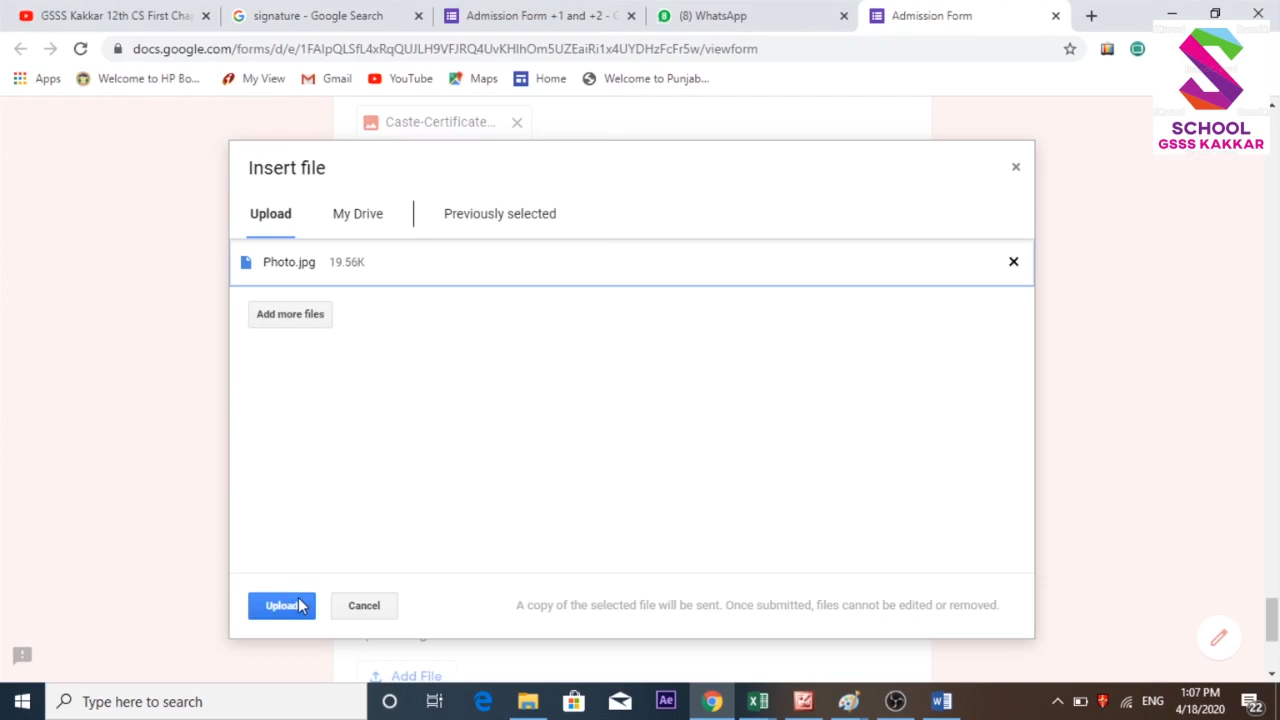 GSSS Kakkar 12th CS First Cha
signature - Google Search
Admission Form +1 and +2 -
(8) WhatsApp
Admission Form
docs.google.com/forms/d/e/1FAIpQLSfL4xRqQUJLH9VFJRQ4UvKHIhOm5UZEaiRi1x4UYDHzFcFr5w/viewform
Apps
Welcome to HP Bo...
My View
Gmail
YouTube
Maps
Home
Welcome to Punjab...
S
SCHOOL
GSSS KAKKAR
Caste-Certificate...
Insert file
Upload
My Drive
Previously selected
Photo.jpg 19.56K
Add more files
Upload
Cancel
A copy of the selected file will be sent. Once submitted, files cannot be edited or removed.
Add File
Type here to search
Ae
ENG
1:07 PM
4/18/2020
22